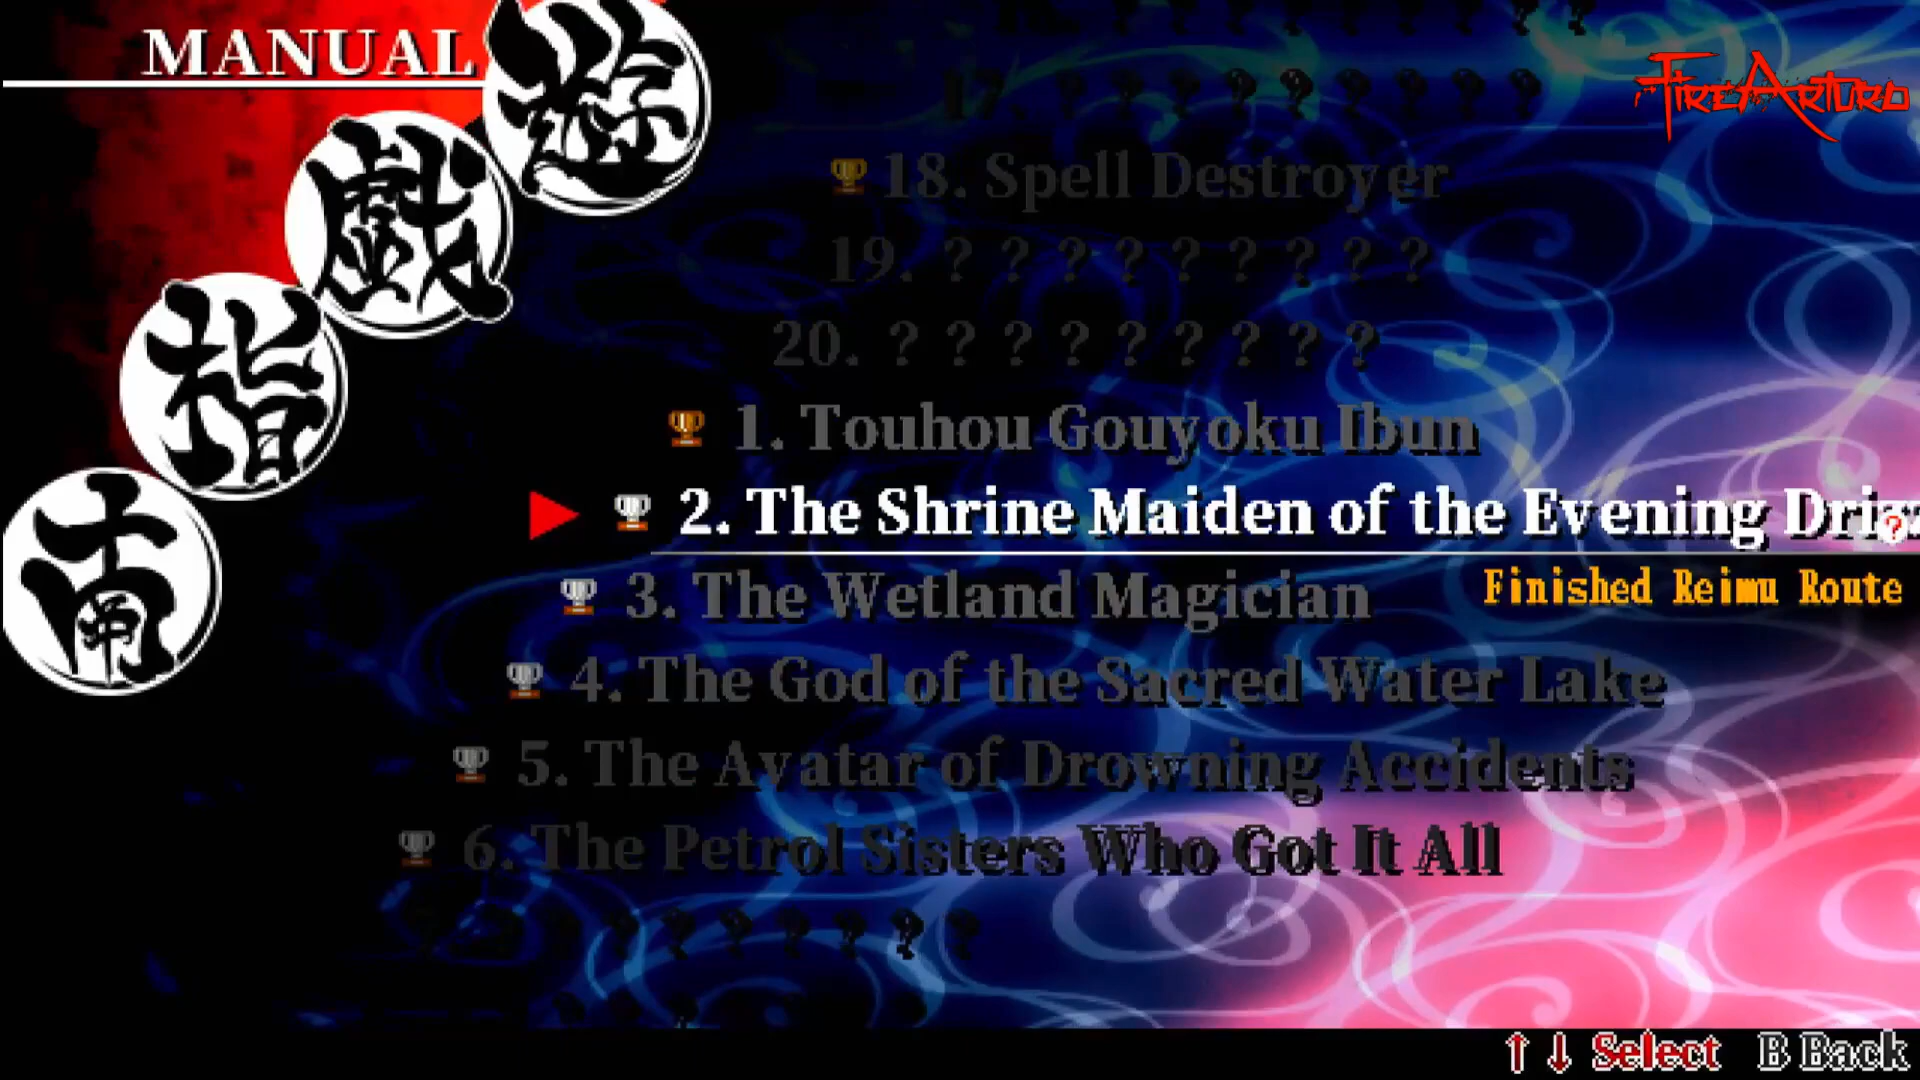 MANUAL
遊
戯
指
南
FireArturo
17. ? ? ? ? ? ? ? ? ?
18. Spell Destroyer
19. ? ? ? ? ? ? ? ? ?
20. ? ? ? ? ? ? ? ? ?
1. Touhou Gouyoku Ibun
2. The Shrine Maiden of the Evening Driz
?
Finished Reimu Route
3. The Wetland Magician
4. The God of the Sacred Water Lake
5. The Avatar of Drowning Accidents
6. The Petrol Sisters Who Got It All
↑ ↓ Select B Back